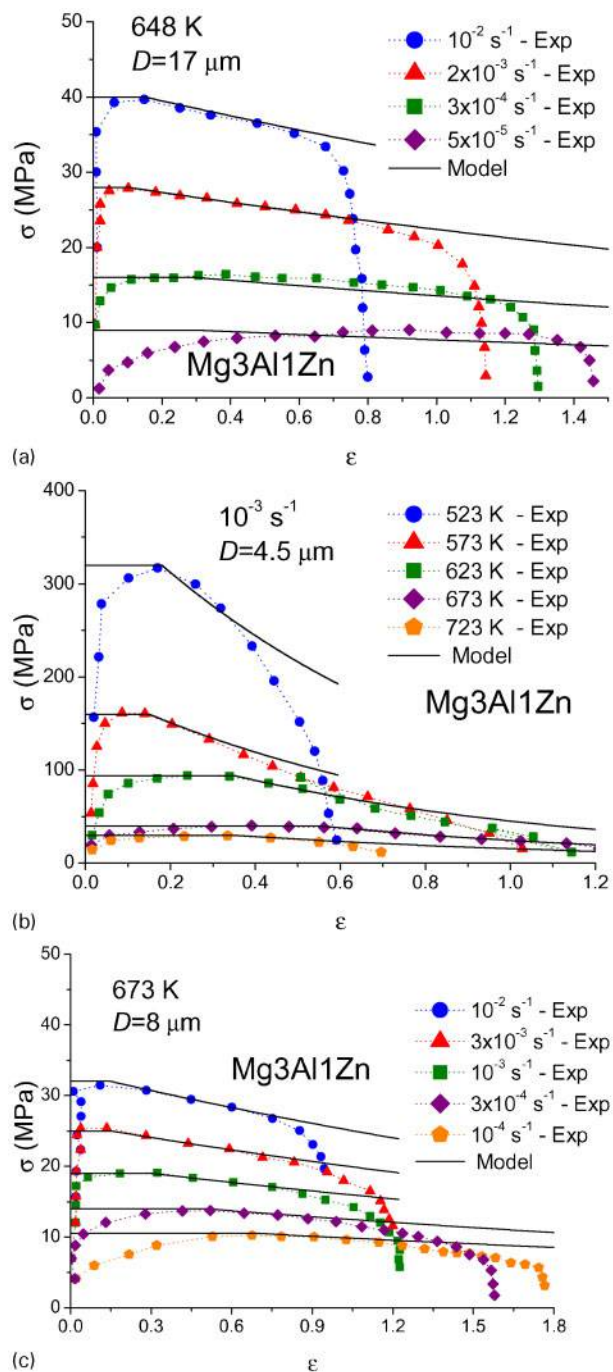 648 K
D=17 μm
10⁻² s⁻¹ - Exp
2x10⁻³ s⁻¹ - Exp
3x10⁻⁴ s⁻¹ - Exp
5x10⁻⁵ s⁻¹ - Exp
Model
Mg3Al1Zn
σ (MPa)
50
40
30
20
10
0
0.0 0.2 0.4 0.6 0.8 1.0 1.2 1.4
ε
(a)
10⁻³ s⁻¹
D=4.5 μm
523 K - Exp
573 K - Exp
623 K - Exp
673 K - Exp
723 K - Exp
Model
Mg3Al1Zn
σ (MPa)
400
300
200
100
0
0.0 0.2 0.4 0.6 0.8 1.0 1.2
ε
(b)
673 K
D=8 μm
Mg3Al1Zn
10⁻² s⁻¹ - Exp
3x10⁻³ s⁻¹ - Exp
10⁻³ s⁻¹ - Exp
3x10⁻⁴ s⁻¹ - Exp
10⁻⁴ s⁻¹ - Exp
Model
σ (MPa)
50
40
30
20
10
0
0.0 0.3 0.6 0.9 1.2 1.5 1.8
ε
(c)